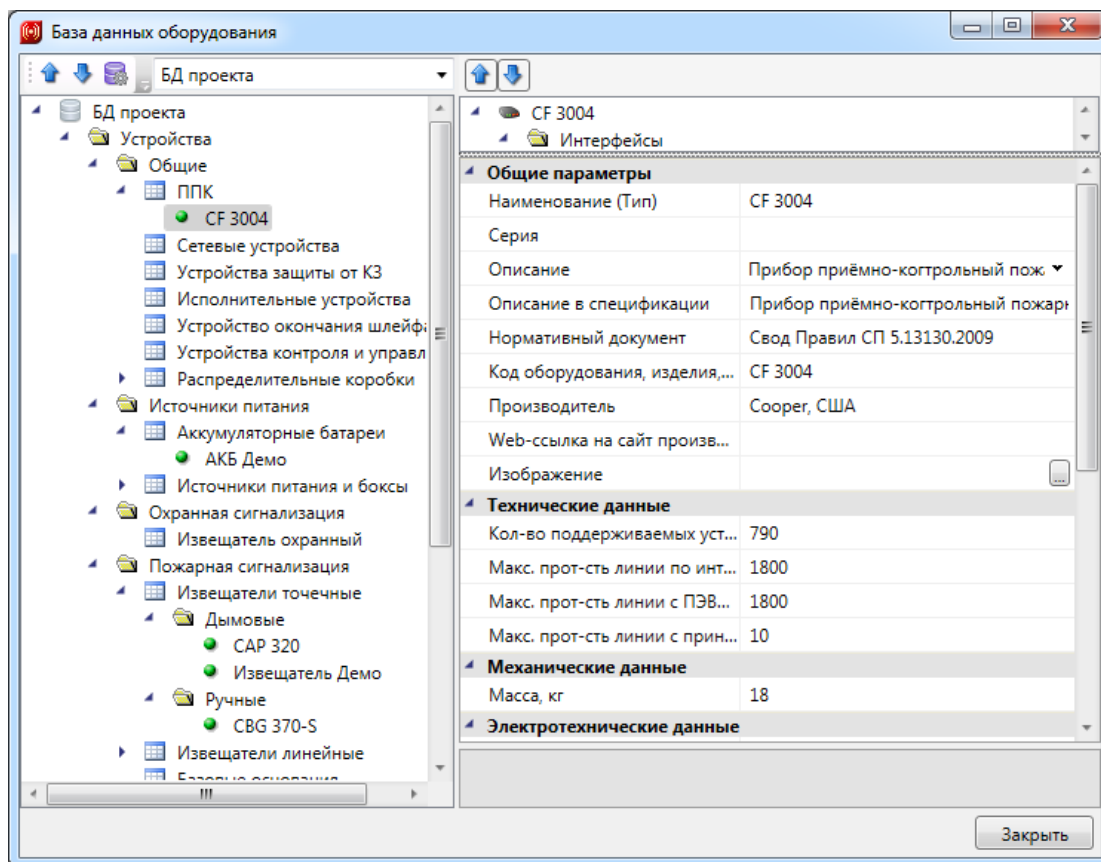 База данных оборудования
БД проекта
БД проекта
Устройства
Общие
ППК
CF 3004
Сетевые устройства
Устройства защиты от КЗ
Исполнительные устройства
Устройство окончания шлейфа
Устройства контроля и управл
Распределительные коробки
Источники питания
Аккумуляторные батареи
АКБ Демо
Источники питания и боксы
Охранная сигнализация
Извещатель охранный
Пожарная сигнализация
Извещатели точечные
Дымовые
CAP 320
Извещатель Демо
Ручные
CBG 370-S
Извещатели линейные
Базовые основания
CF 3004
Интерфейсы
Общие параметры
Наименование (Тип) CF 3004
Серия
Описание Прибор приёмно-когтрольный пож
Описание в спецификации Прибор приёмно-когтрольный пожарн
Нормативный документ Свод Правил СП 5.13130.2009
Код оборудования, изделия,... CF 3004
Производитель Cooper, США
Web-ссылка на сайт произв...
Изображение ...
Технические данные
Кол-во поддерживаемых уст... 790
Макс. прот-сть линии по инт... 1800
Макс. прот-сть линии с ПЭВ... 1800
Макс. прот-сть линии с прин... 10
Механические данные
Масса, кг 18
Электротехнические данные
Закрыть